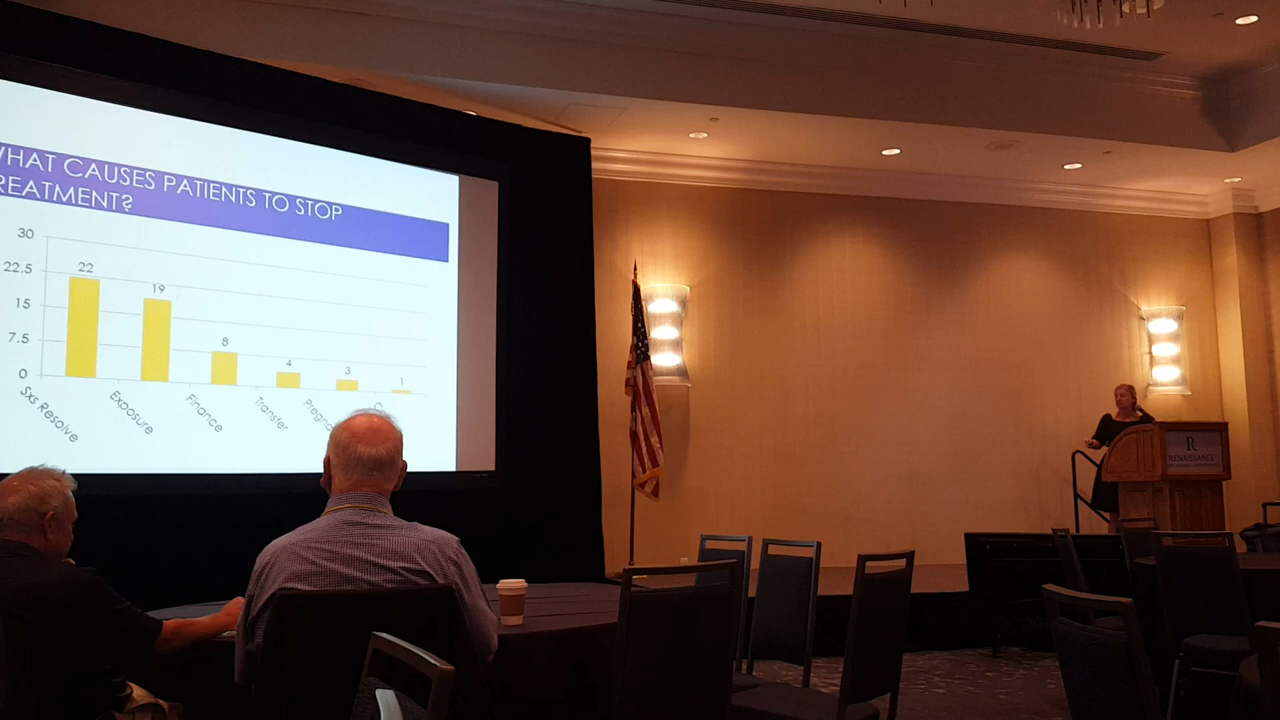 WHAT CAUSES PATIENTS TO STOP
TREATMENT?
30
22.5
15
7.5
0
22
19
8
4
3
1
Sxs Resolve
Exposure
Finance
Transfer
R
RENAISSANCE